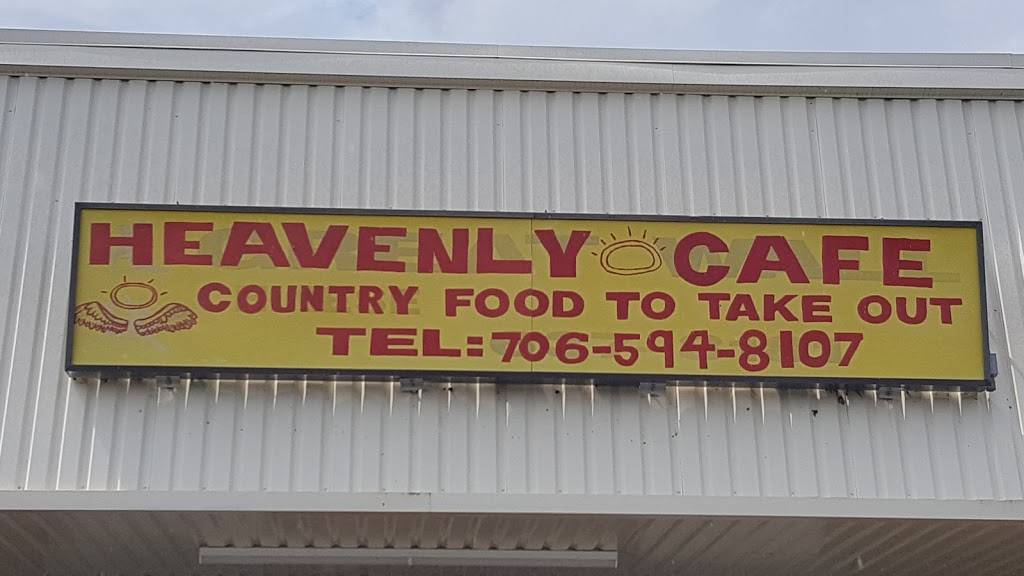 HEAVENLY CAFE
COUNTRY FOOD TO TAKE OUT
TEL: 706-594-8107